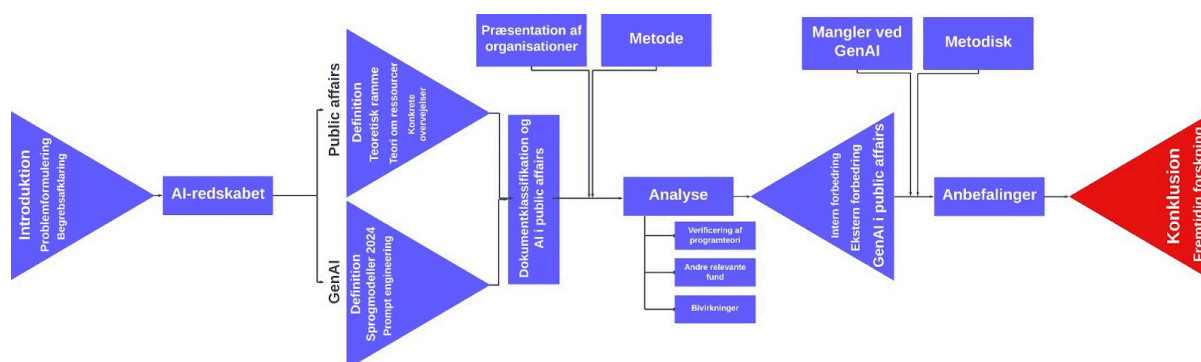 Introduktion
Problemformulering
Begrebsafklaring
AI-redskabet
Public affairs
Definition
Teoretisk ramme
Teori om ressourcer
Konkrete
overvejelser
GenAI
Definition
Sprogmodeller 2024
Prompt engineering
Præsentation af
organisationer
Metode
Dokumentklassifikation og
AI i public affairs
Analyse
Verificering af
programteori
Andre relevante
fund
Bivirkninger
Intern forbedring
Ekstern forbedring
GenAI i public affairs
Mangler ved
GenAI
Metodisk
Anbefalinger
Konklusion
Fremtidig forskning